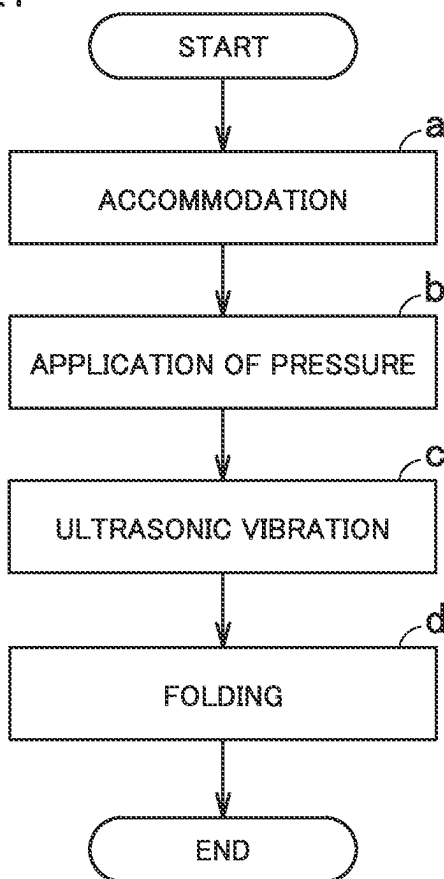 START
a
ACCOMMODATION
b
APPLICATION OF PRESSURE
c
ULTRASONIC VIBRATION
d
FOLDING
END